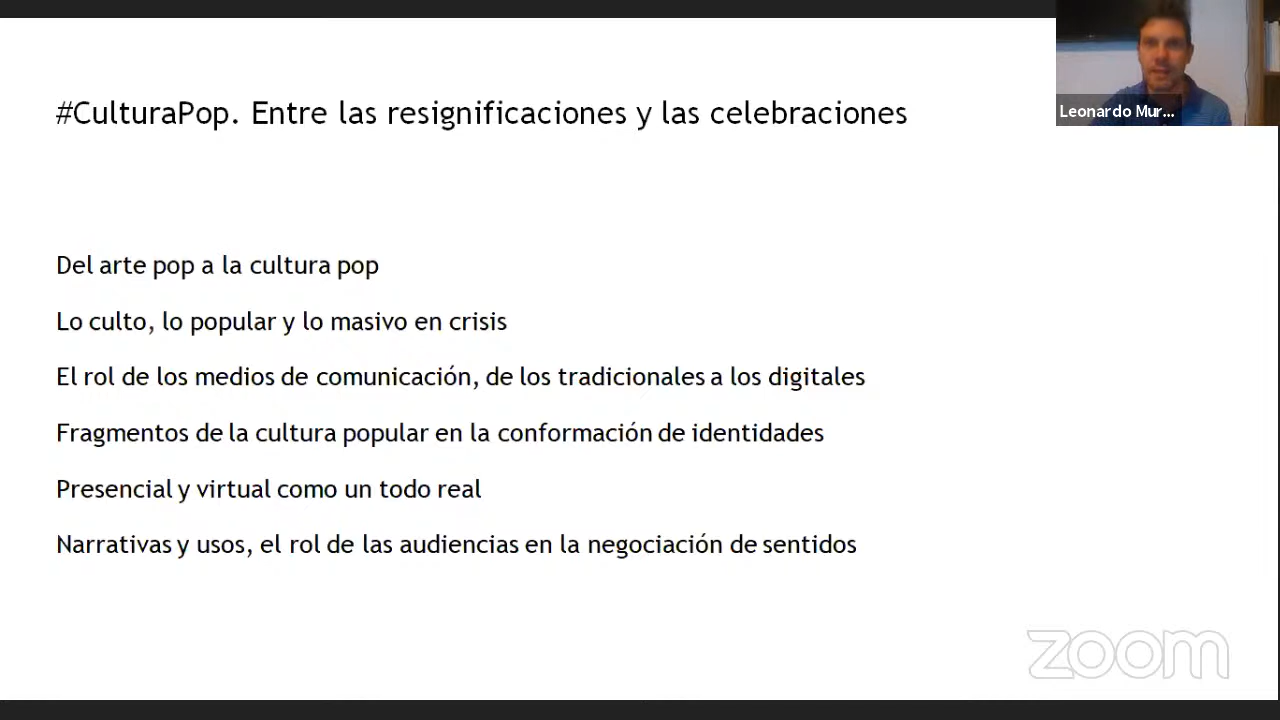 #CulturaPop. Entre las resignificaciones y las celebraciones
Leonardo Mur...
Del arte pop a la cultura pop
Lo culto, lo popular y lo masivo en crisis
El rol de los medios de comunicación, de los tradicionales a los digitales
Fragmentos de la cultura popular en la conformación de identidades
Presencial y virtual como un todo real
Narrativas y usos, el rol de las audiencias en la negociación de sentidos
zoom